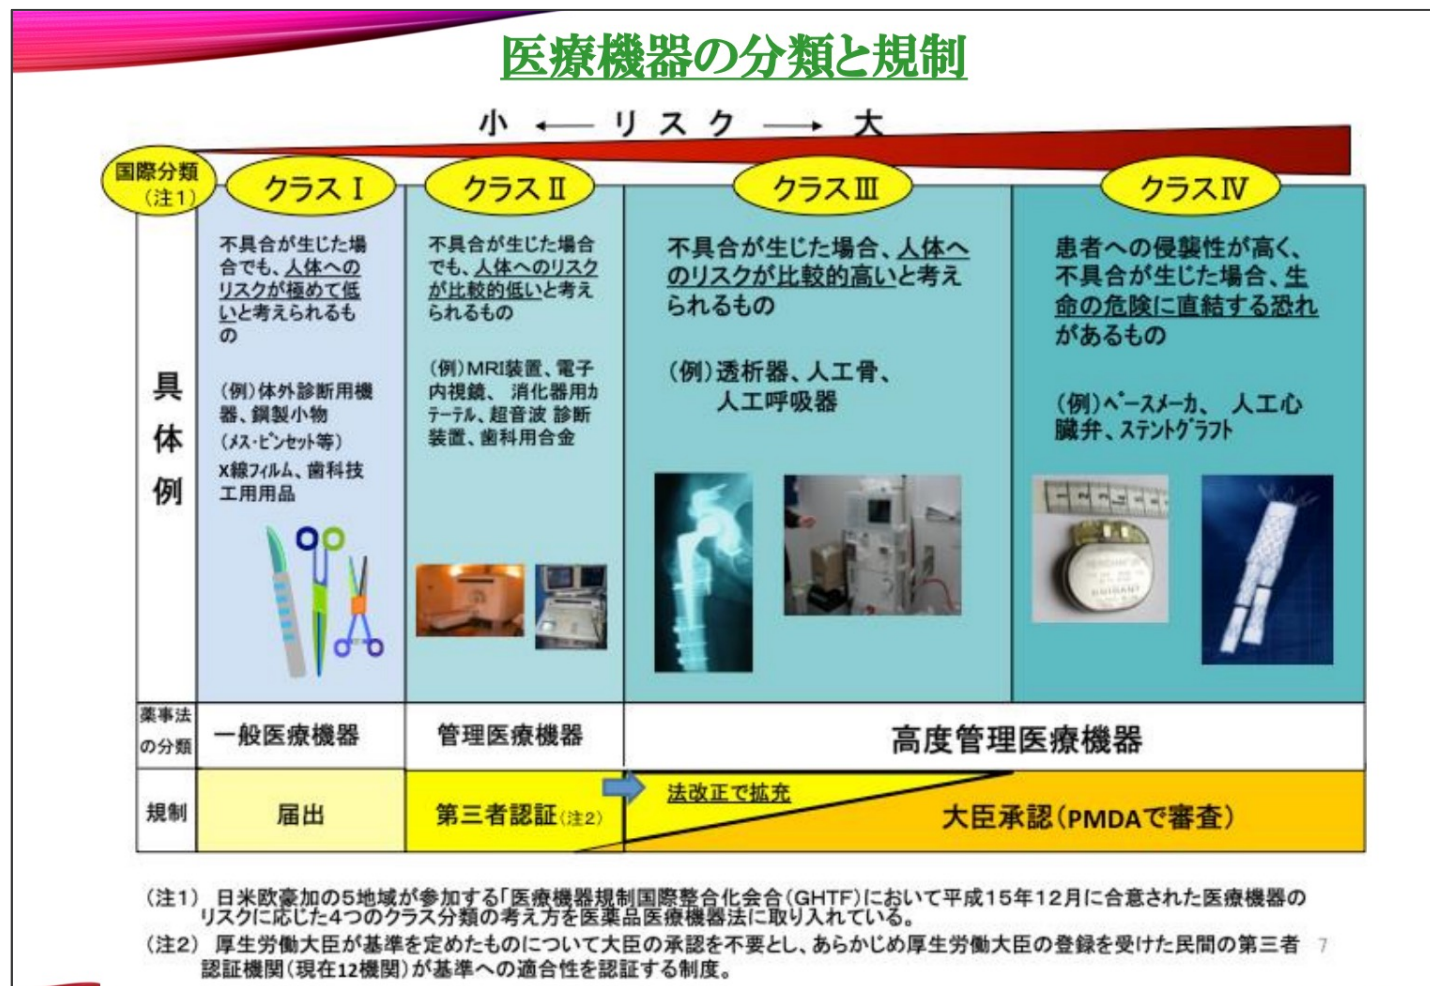 医療機器の分類と規制
小 ← リスク → 大
国際分類
（注1）
クラスⅠ
クラスⅡ
クラスⅢ
クラスⅣ
具体例
不具合が生じた場
合でも、人体への
リスクが極めて低
いと考えられるも
の
（例）体外診断用機
器、鋼製小物
（メス・ピンセット等）
X線フィルム、歯科技
工用用品
不具合が生じた場合
でも、人体へのリスク
が比較的低いと考え
られるもの
（例）MRI装置、電子
内視鏡、 消化器用カ
テーテル、超音波 診断
装置、歯科用合金
不具合が生じた場合、人体へ
のリスクが比較的高いと考え
られるもの
（例）透析器、人工骨、
人工呼吸器
患者への侵襲性が高く、
不具合が生じた場合、生
命の危険に直結する恐れ
があるもの
（例）ペースメーカ、 人工心
臓弁、ステントグラフト
薬事法
の分類
一般医療機器
管理医療機器
高度管理医療機器
規制
届出
第三者認証（注2）
法改正で拡充
大臣承認（PMDAで審査）
（注1） 日米欧豪加の5地域が参加する「医療機器規制国際整合化会合（GHTF）において平成15年12月に合意された医療機器の
リスクに応じた4つのクラス分類の考え方を医薬品医療機器法に取り入れている。
（注2） 厚生労働大臣が基準を定めたものについて大臣の承認を不要とし、あらかじめ厚生労働大臣の登録を受けた民間の第三者
認証機関（現在12機関）が基準への適合性を認証する制度。
7